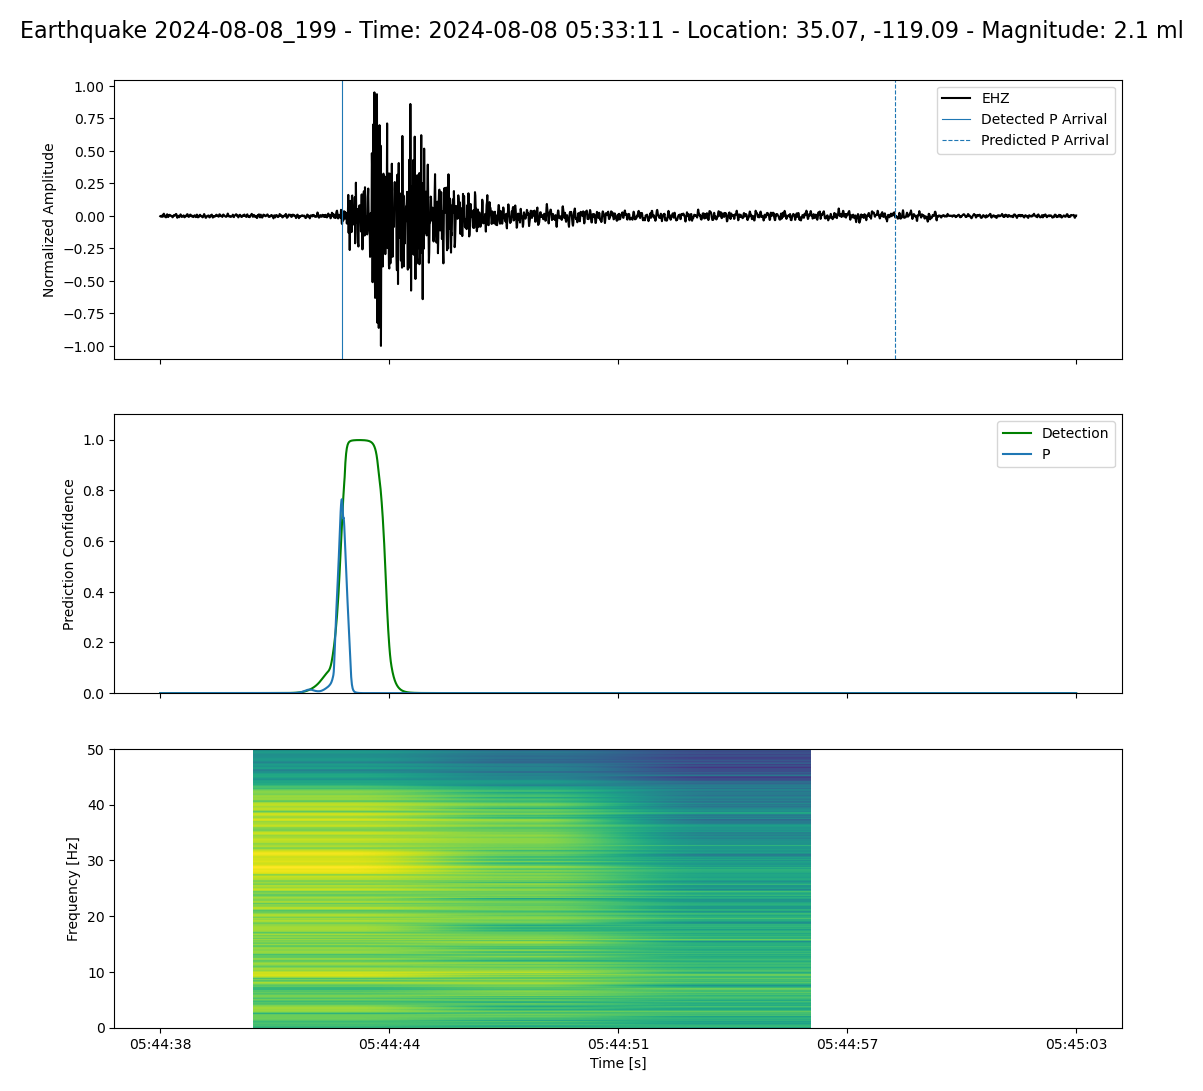 Earthquake 2024-08-08_199 - Time: 2024-08-08 05:33:11 - Location: 35.07, -119.09 - Magnitude: 2.1 ml
1.00
0.75
0.50
0.25
0.00
−0.25
−0.50
−0.75
−1.00
Normalized Amplitude
EHZ
Detected P Arrival
Predicted P Arrival
1.0
0.8
0.6
0.4
0.2
0.0
Prediction Confidence
Detection
P
50
40
30
20
10
0
Frequency [Hz]
05:44:38 05:44:44 05:44:51 05:44:57 05:45:03
Time [s]